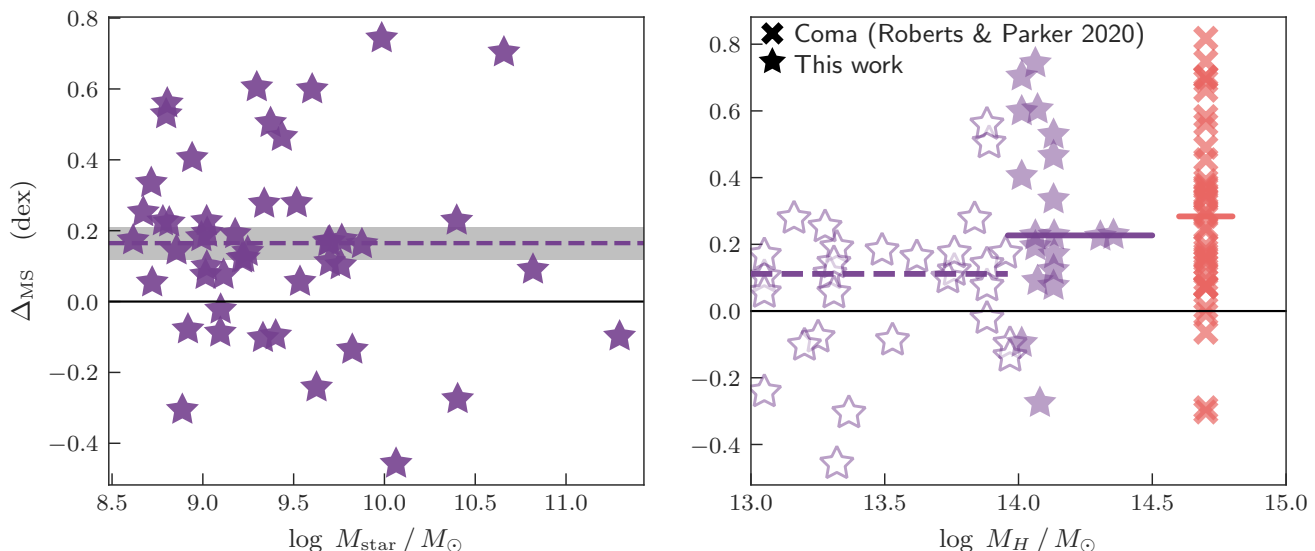 0.8
0.6
0.4
0.2
0.0
−0.2
−0.4
Δ_MS (dex)
8.5 9.0 9.5 10.0 10.5 11.0
log M_star / M_⊙
Coma (Roberts & Parker 2020)
This work
0.8
0.6
0.4
0.2
0.0
−0.2
−0.4
13.0 13.5 14.0 14.5 15.0
log M_H / M_⊙